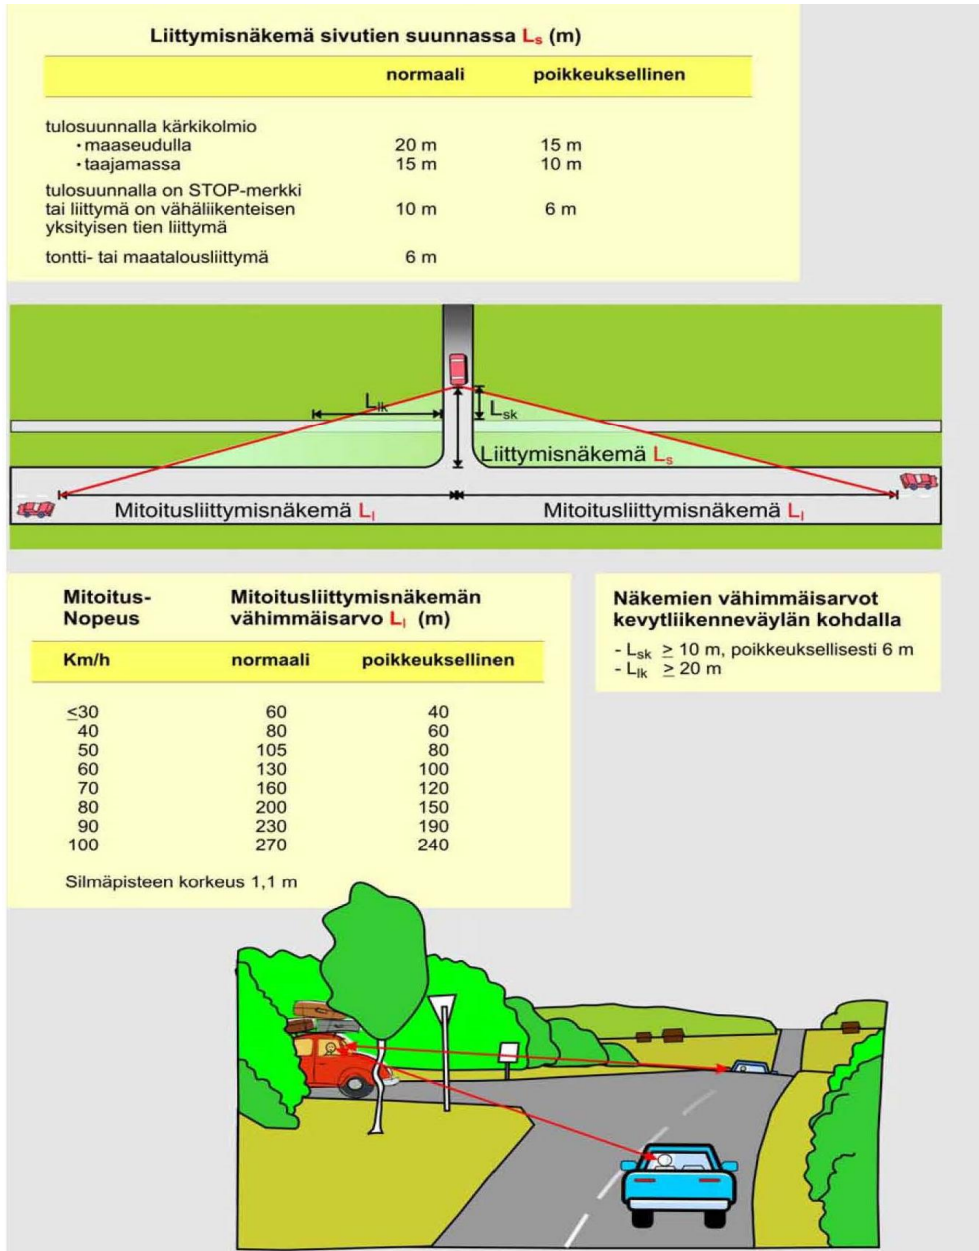 Liittymisnäkemä sivutien suunnassa Ls (m)
normaali poikkeuksellinen
tulosuunnalla kärkikolmio
• maaseudulla 20 m 15 m
• taajamassa 15 m 10 m
tulosuunnalla on STOP-merkki
tai liittymä on vähäliikenteisen 10 m 6 m
yksityisen tien liittymä
tontti- tai maatalousliittymä 6 m
Llk
Lsk
Liittymisnäkemä Ls
Mitoitusliittymisnäkemä Ll Mitoitusliittymisnäkemä Ll
Mitoitus- Mitoitusliittymisnäkemän
Nopeus vähimmäisarvo Ll (m)
Km/h normaali poikkeuksellinen
≤30 60 40
40 80 60
50 105 80
60 130 100
70 160 120
80 200 150
90 230 190
100 270 240
Silmäpisteen korkeus 1,1 m
Näkemien vähimmäisarvot
kevytliikenneväylän kohdalla
- Lsk ≥ 10 m, poikkeuksellisesti 6 m
- Llk ≥ 20 m